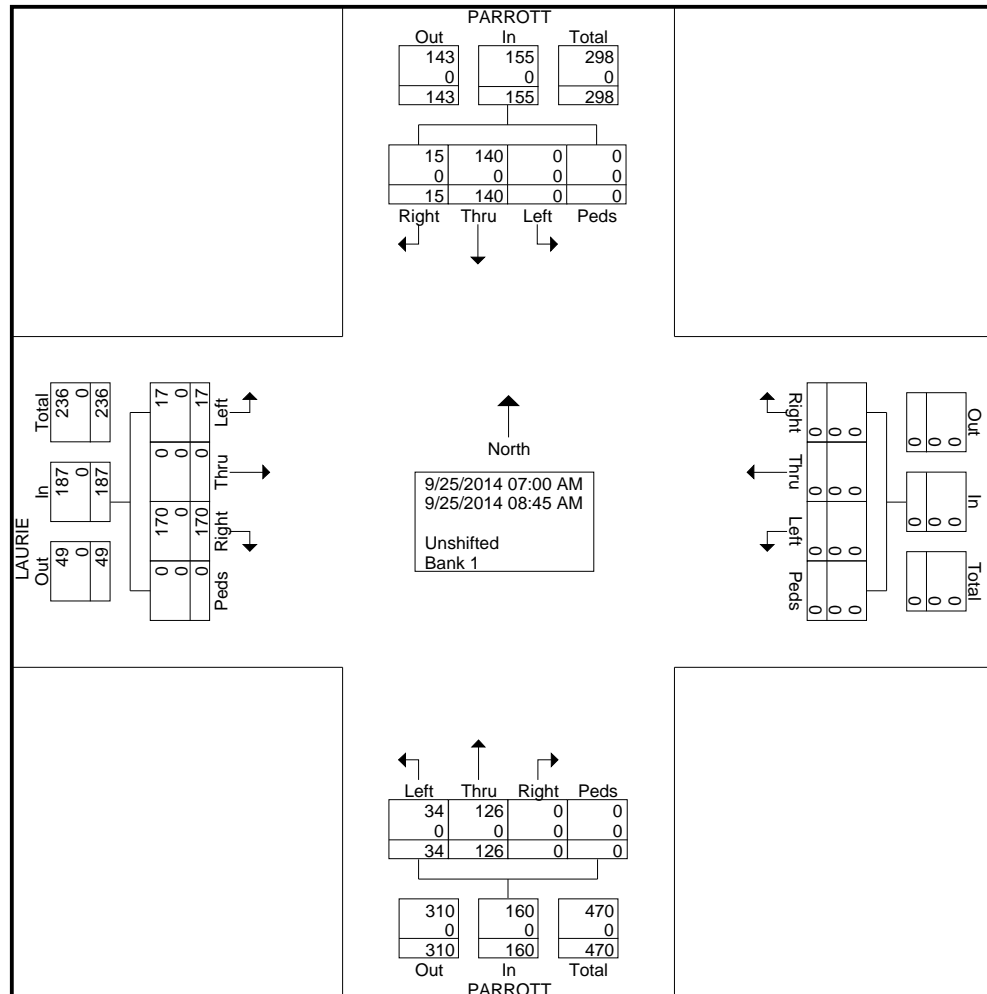 PARROTT
Out In Total
143 155 298
0 0 0
143 155 298
15 140 0 0
0 0 0 0
15 140 0 0
Right Thru Left Peds
LAURIE
Total In Out
236 187 49
0 0 0
236 187 49
17 0 170 0
0 0 0 0
17 0 170 0
Left Thru Right Peds
North
9/25/2014 07:00 AM
9/25/2014 08:45 AM
Unshifted
Bank 1
Right Thru Left Peds
0 0 0 0
0 0 0 0
0 0 0 0
Out In Total
0 0 0
0 0 0
0 0 0
Left Thru Right Peds
34 126 0 0
0 0 0 0
34 126 0 0
310 160 470
0 0 0
310 160 470
Out In Total
PARROTT